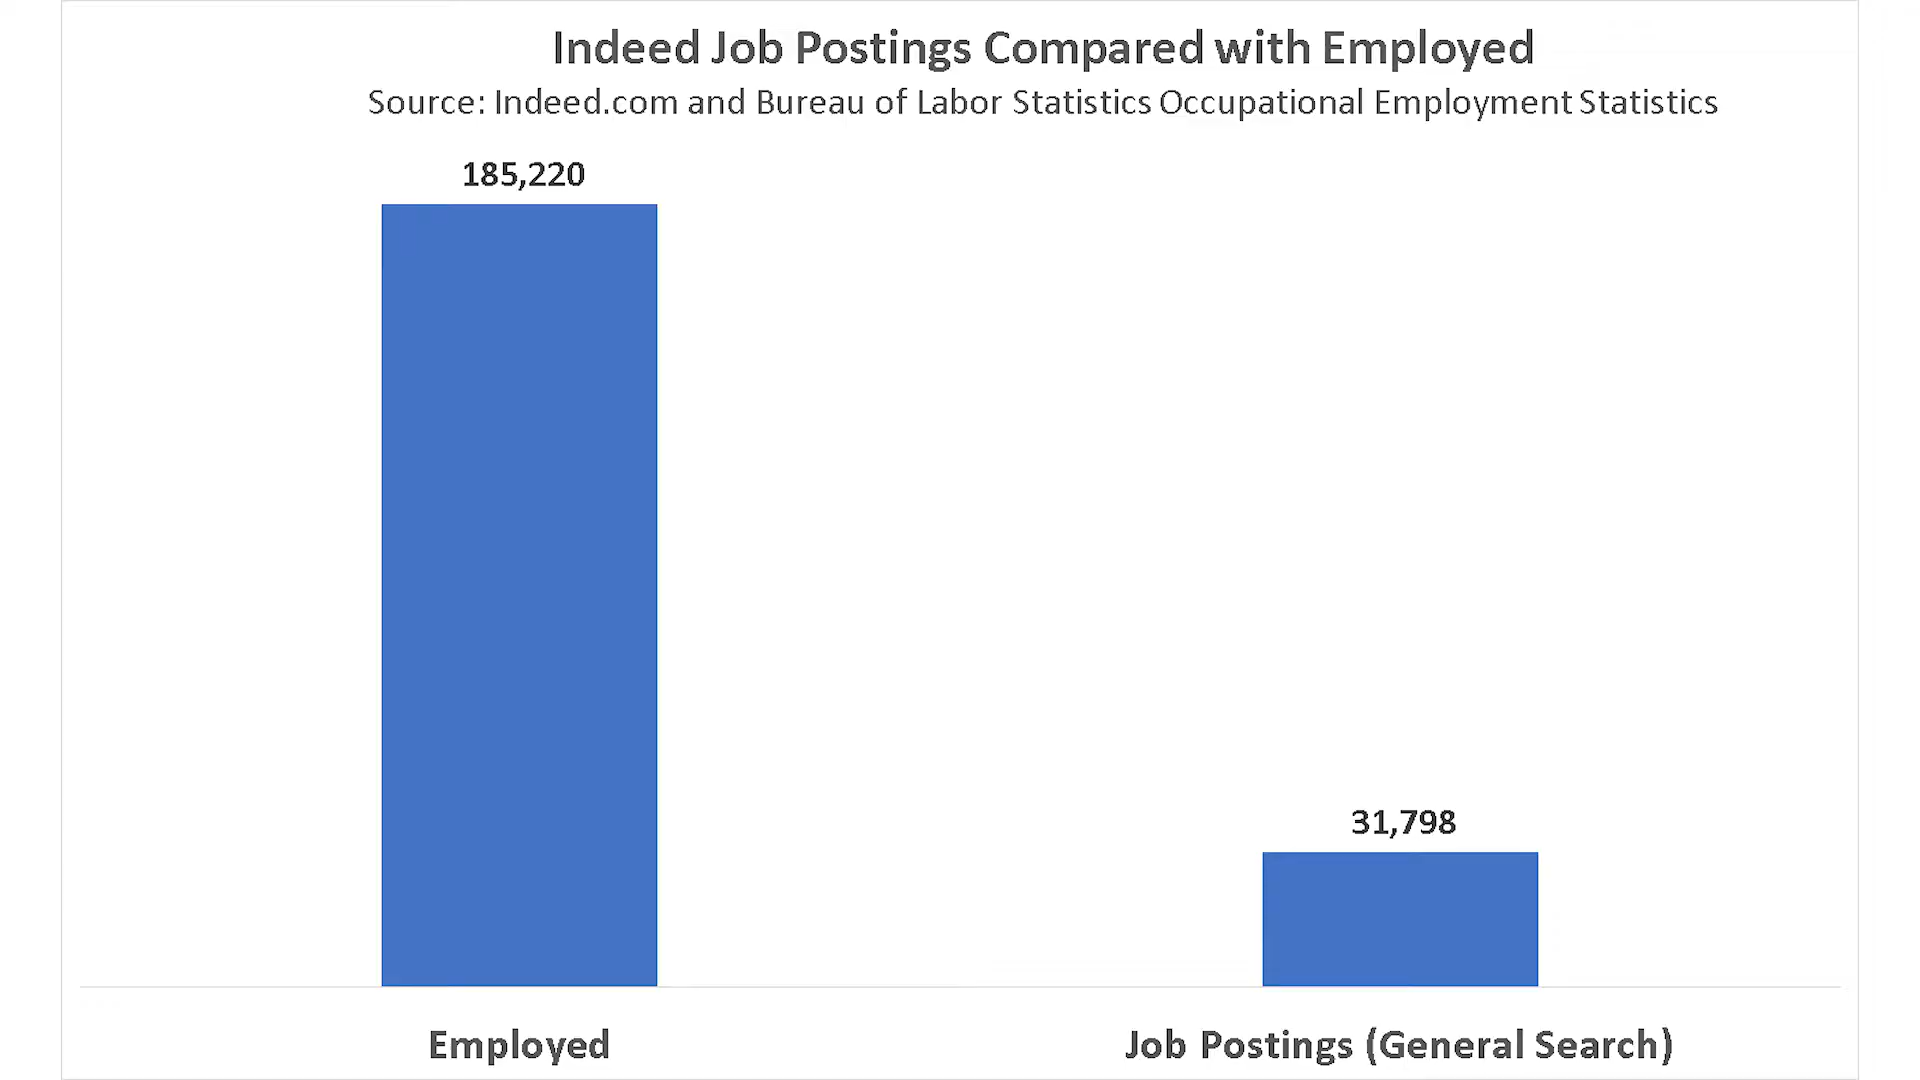 Indeed Job Postings Compared with Employed
Source: Indeed.com and Bureau of Labor Statistics Occupational Employment Statistics
185,220
31,798
Employed
Job Postings (General Search)